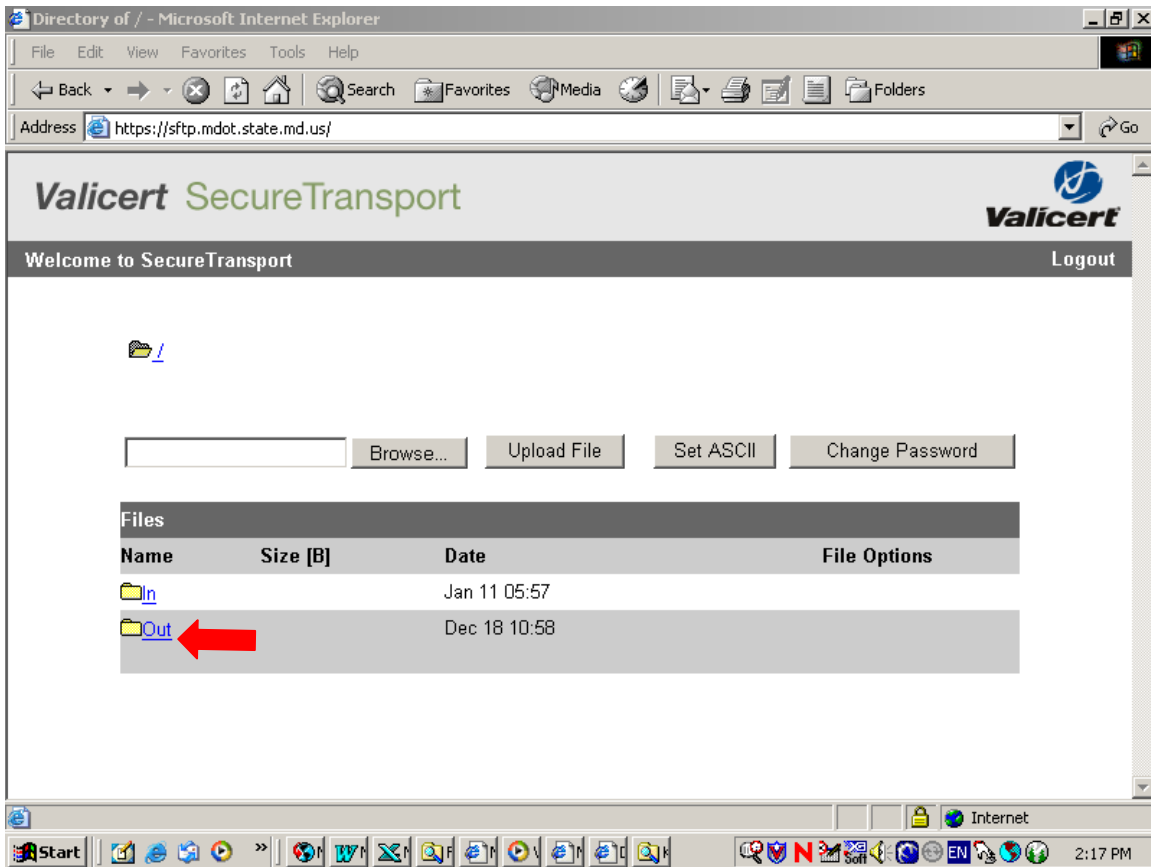 Directory of / - Microsoft Internet Explorer
File Edit View Favorites Tools Help
Back Search Favorites Media Folders
Address https://sftp.mdot.state.md.us/ Go
Valicert SecureTransport
Valicert
Welcome to SecureTransport Logout
/
Browse... Upload File Set ASCII Change Password
Files
Name Size [B] Date File Options
In Jan 11 05:57
Out Dec 18 10:58
Internet
Start » EN 2:17 PM